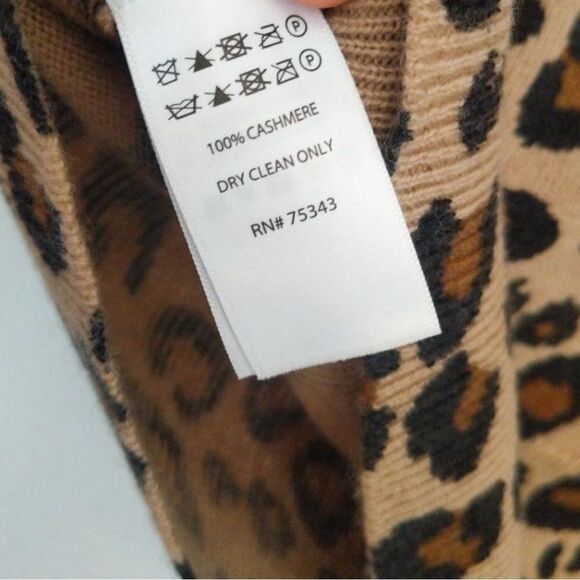 P
P
100% CASHMERE
DRY CLEAN ONLY
RN# 75343